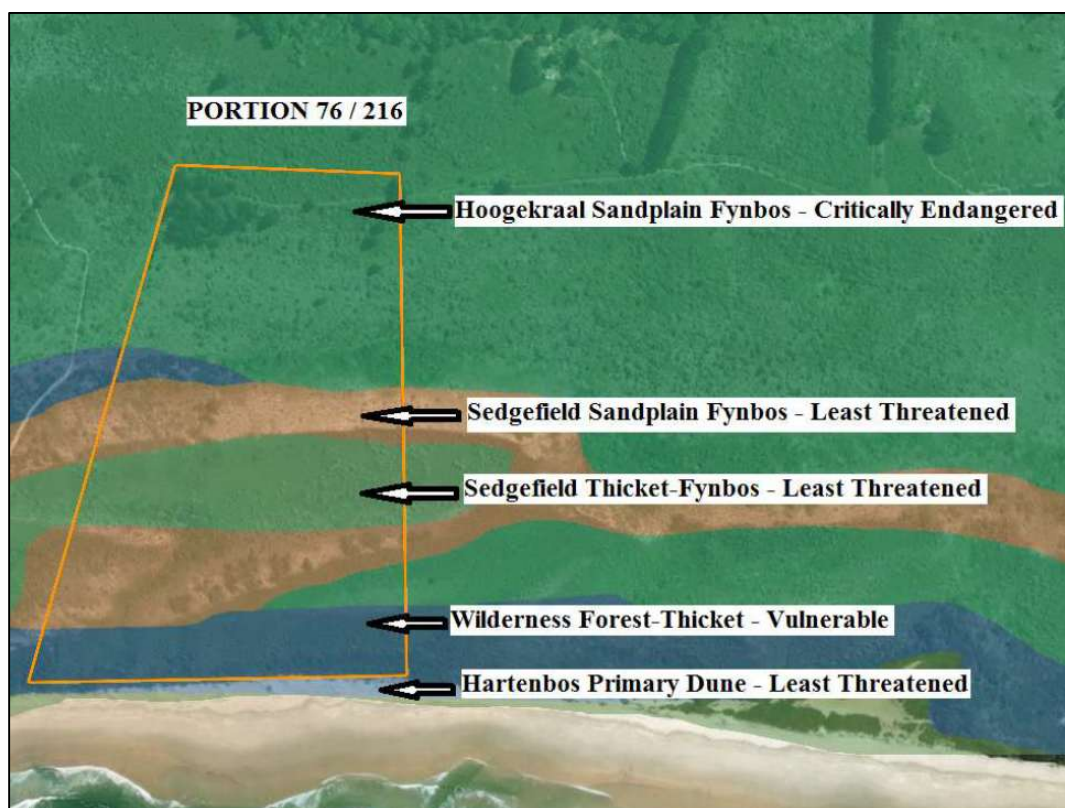 PORTION 76 / 216
Hoogekraal Sandplain Fynbos - Critically Endangered
Sedgefield Sandplain Fynbos - Least Threatened
Sedgefield Thicket-Fynbos - Least Threatened
Wilderness Forest-Thicket - Vulnerable
Hartenbos Primary Dune - Least Threatened